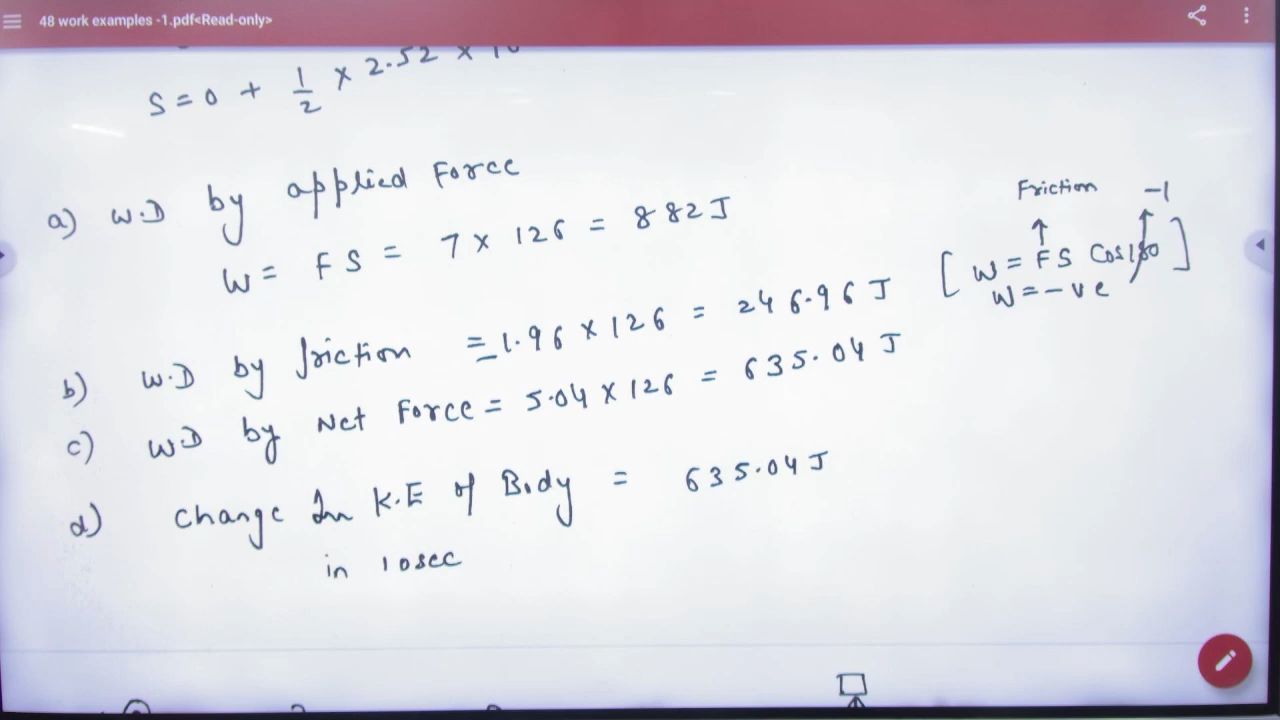 48 work examples -1.pdf<Read-only>
S = 0 + 1/2 × 2.52 × 10
a) W.D by applied Force
W = FS = 7 × 126 = 882 J
Friction -1
[ W = FS Cos180 ]
W = -ve
b) W.D by friction = -1.96 × 126 = 246.96 J
c) WD by Net Force = 5.04 × 126 = 635.04 J
d) Change In K.E of Body = 635.04 J
in 10sec